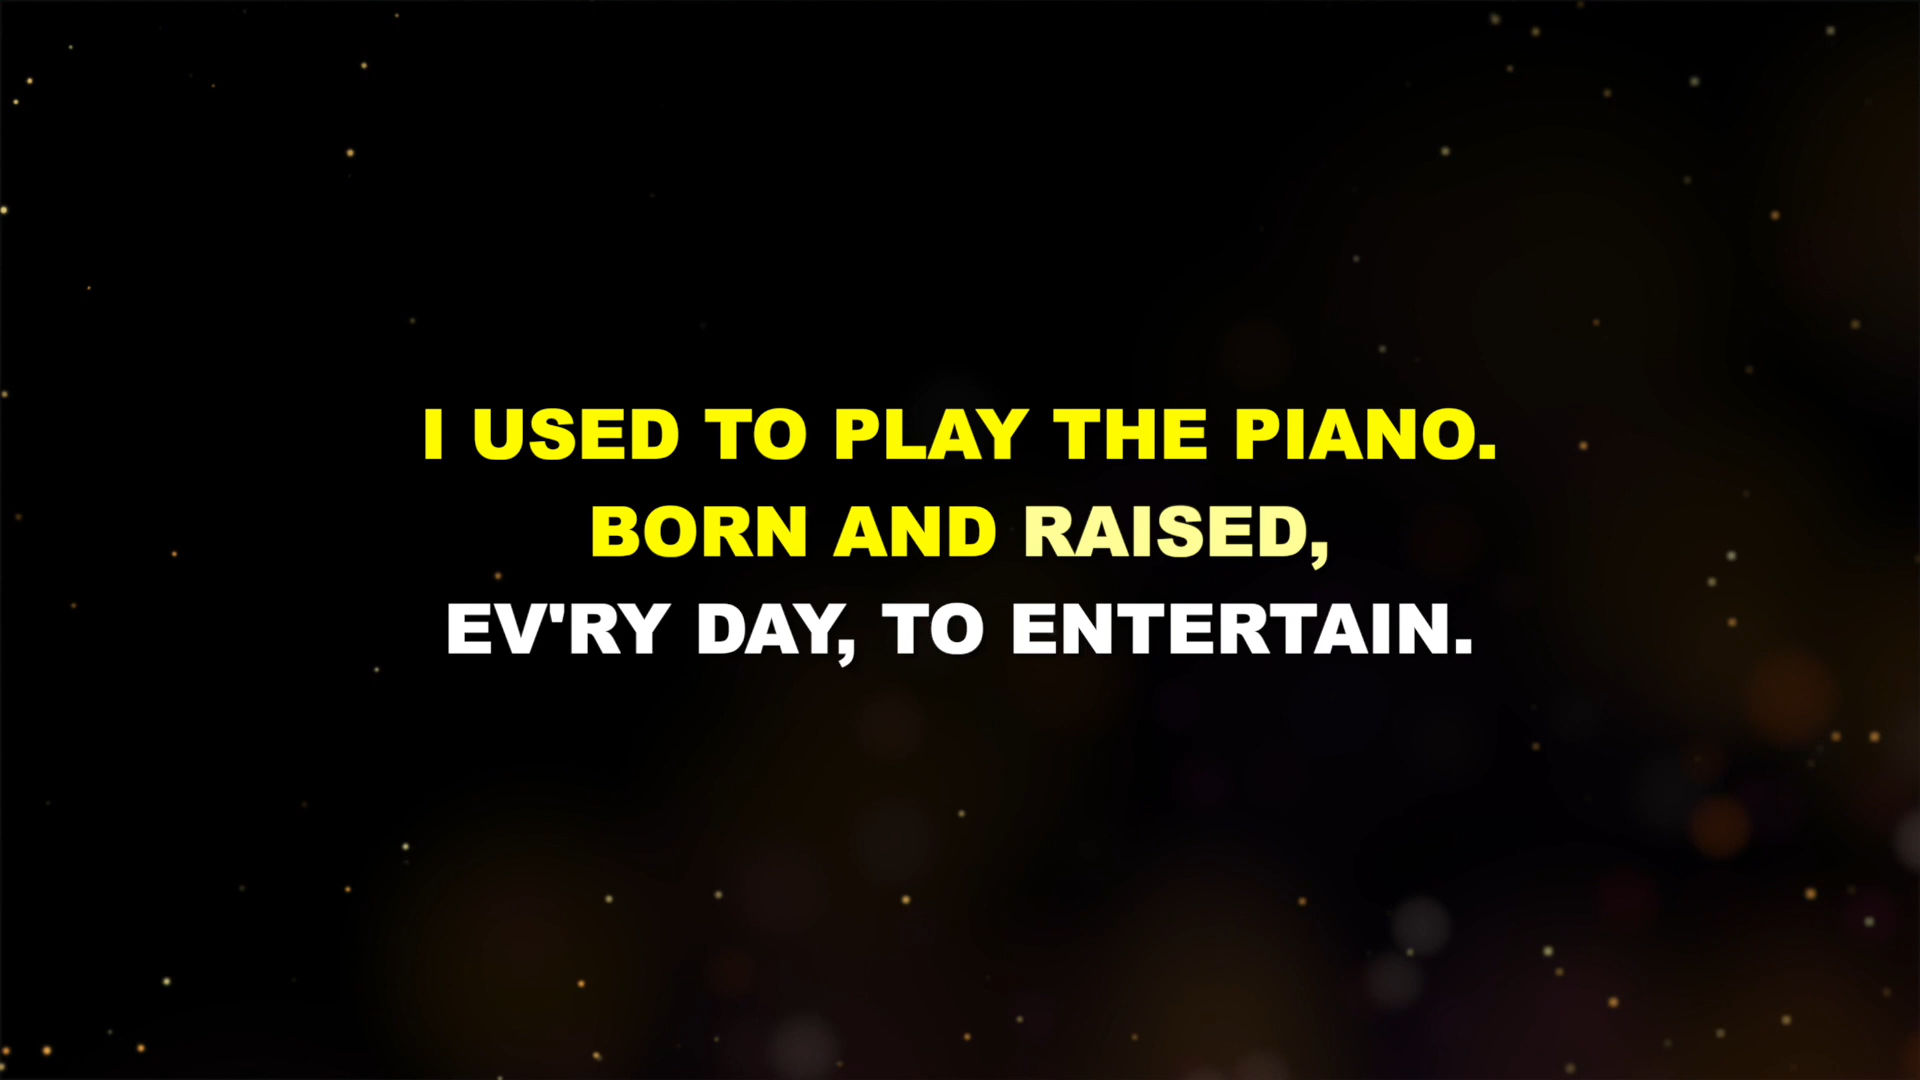 I USED TO PLAY THE PIANO.
BORN AND RAISED,
EV'RY DAY, TO ENTERTAIN.